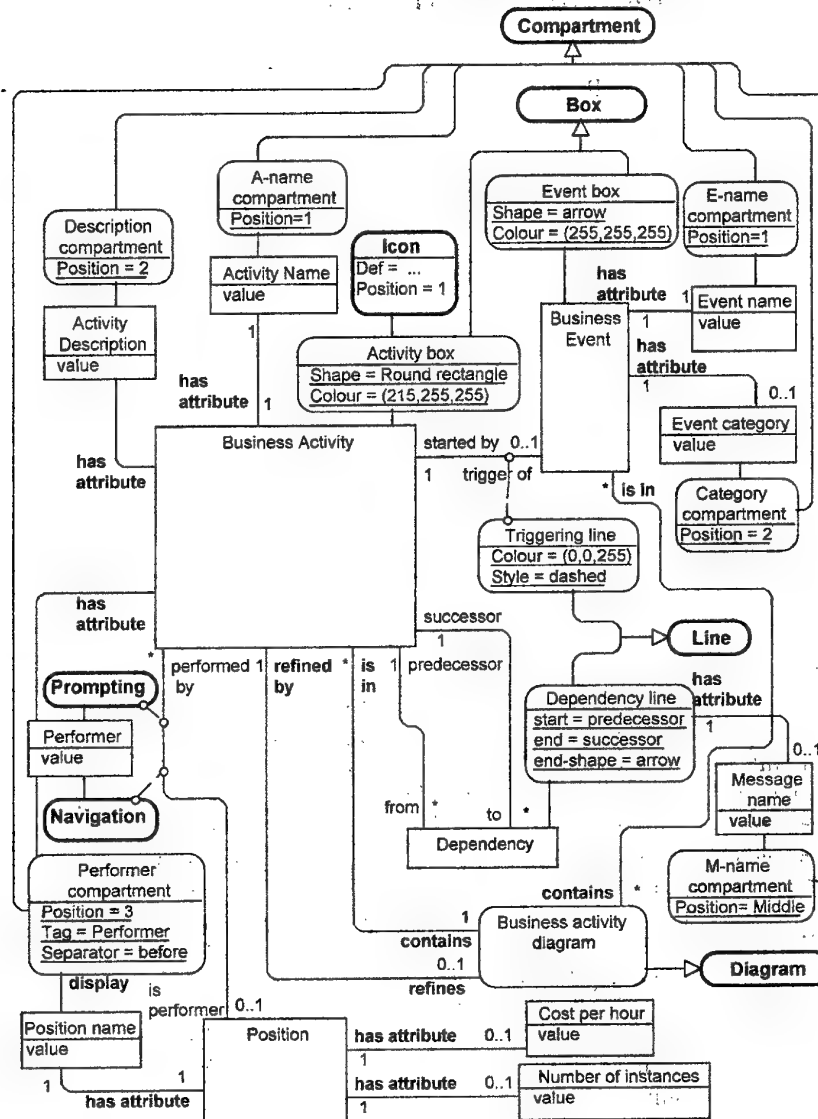 Compartment
Box
A-name
compartment
Position=1
Event box
Shape = arrow
Colour = (255,255,255)
E-name
compartment
Position=1
Description
compartment
Position = 2
Icon
Def = ...
Position = 1
Activity Name
value
1
has
attribute
1
1
Event name
value
Business
Event
Activity
Description
value
Activity box
Shape = Round rectangle
Colour = (215,255,255)
has
attribute
1
has
attribute
1
0..1
Event category
value
Business Activity
started by
0..1
1
trigger of
has
attribute
*
is in
Category
compartment
Position = 2
Triggering line
Colour = (0,0,255)
Style = dashed
has
attribute
successor
1
Line
*
performed
by
1
refined
by
*
is
in
1
predecessor
Prompting
has
attribute
1
Dependency line
start = predecessor
end = successor
end-shape = arrow
Performer
value
0..1
Message
name
value
Navigation
from
*
to
*
Dependency
Performer
compartment
Position = 3
Tag = Performer
Separator = before
M-name
compartment
Position= Middle
contains
*
1
contains
Business activity
diagram
0..1
refines
Diagram
display
is
performer
0..1
Position name
value
Position
has attribute
0..1
1
Cost per hour
value
1
1
has attribute
has attribute
0..1
1
Number of instances
value